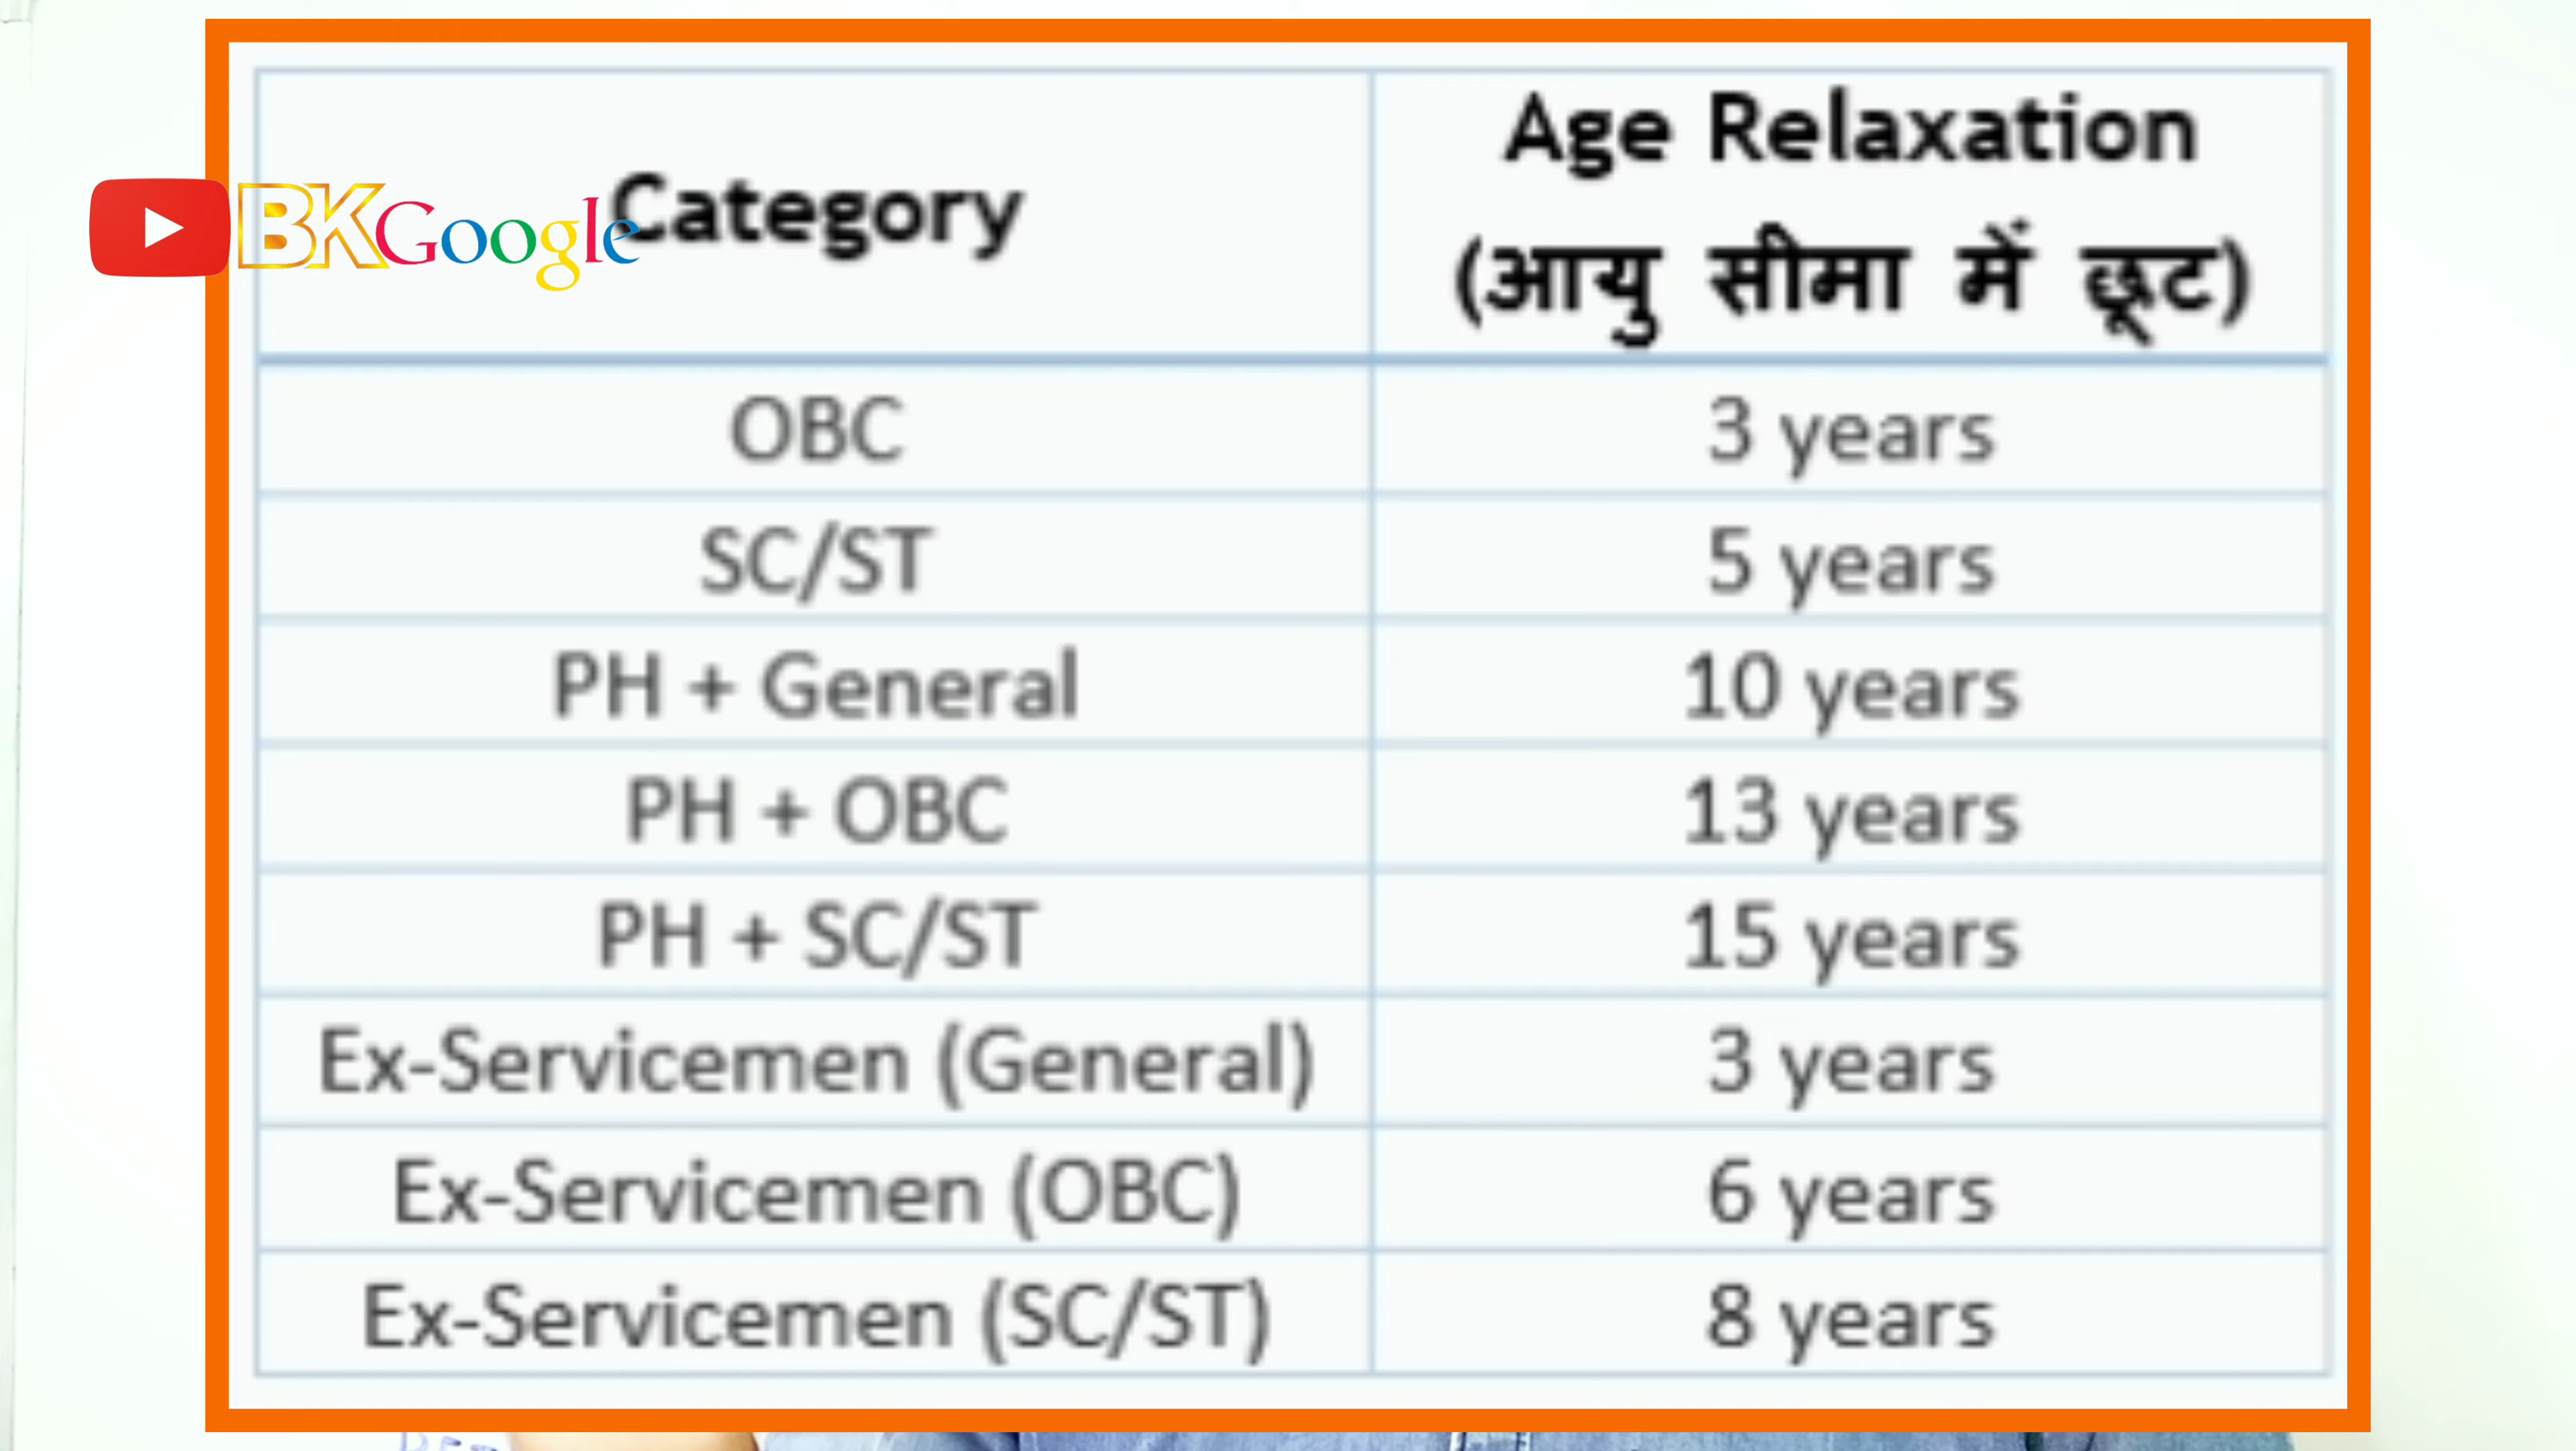 Category
Age Relaxation
(आयु सीमा में छूट)
BKGoogle
OBC 3 years
SC/ST 5 years
PH + General 10 years
PH + OBC 13 years
PH + SC/ST 15 years
Ex-Servicemen (General) 3 years
Ex-Servicemen (OBC) 6 years
Ex-Servicemen (SC/ST) 8 years